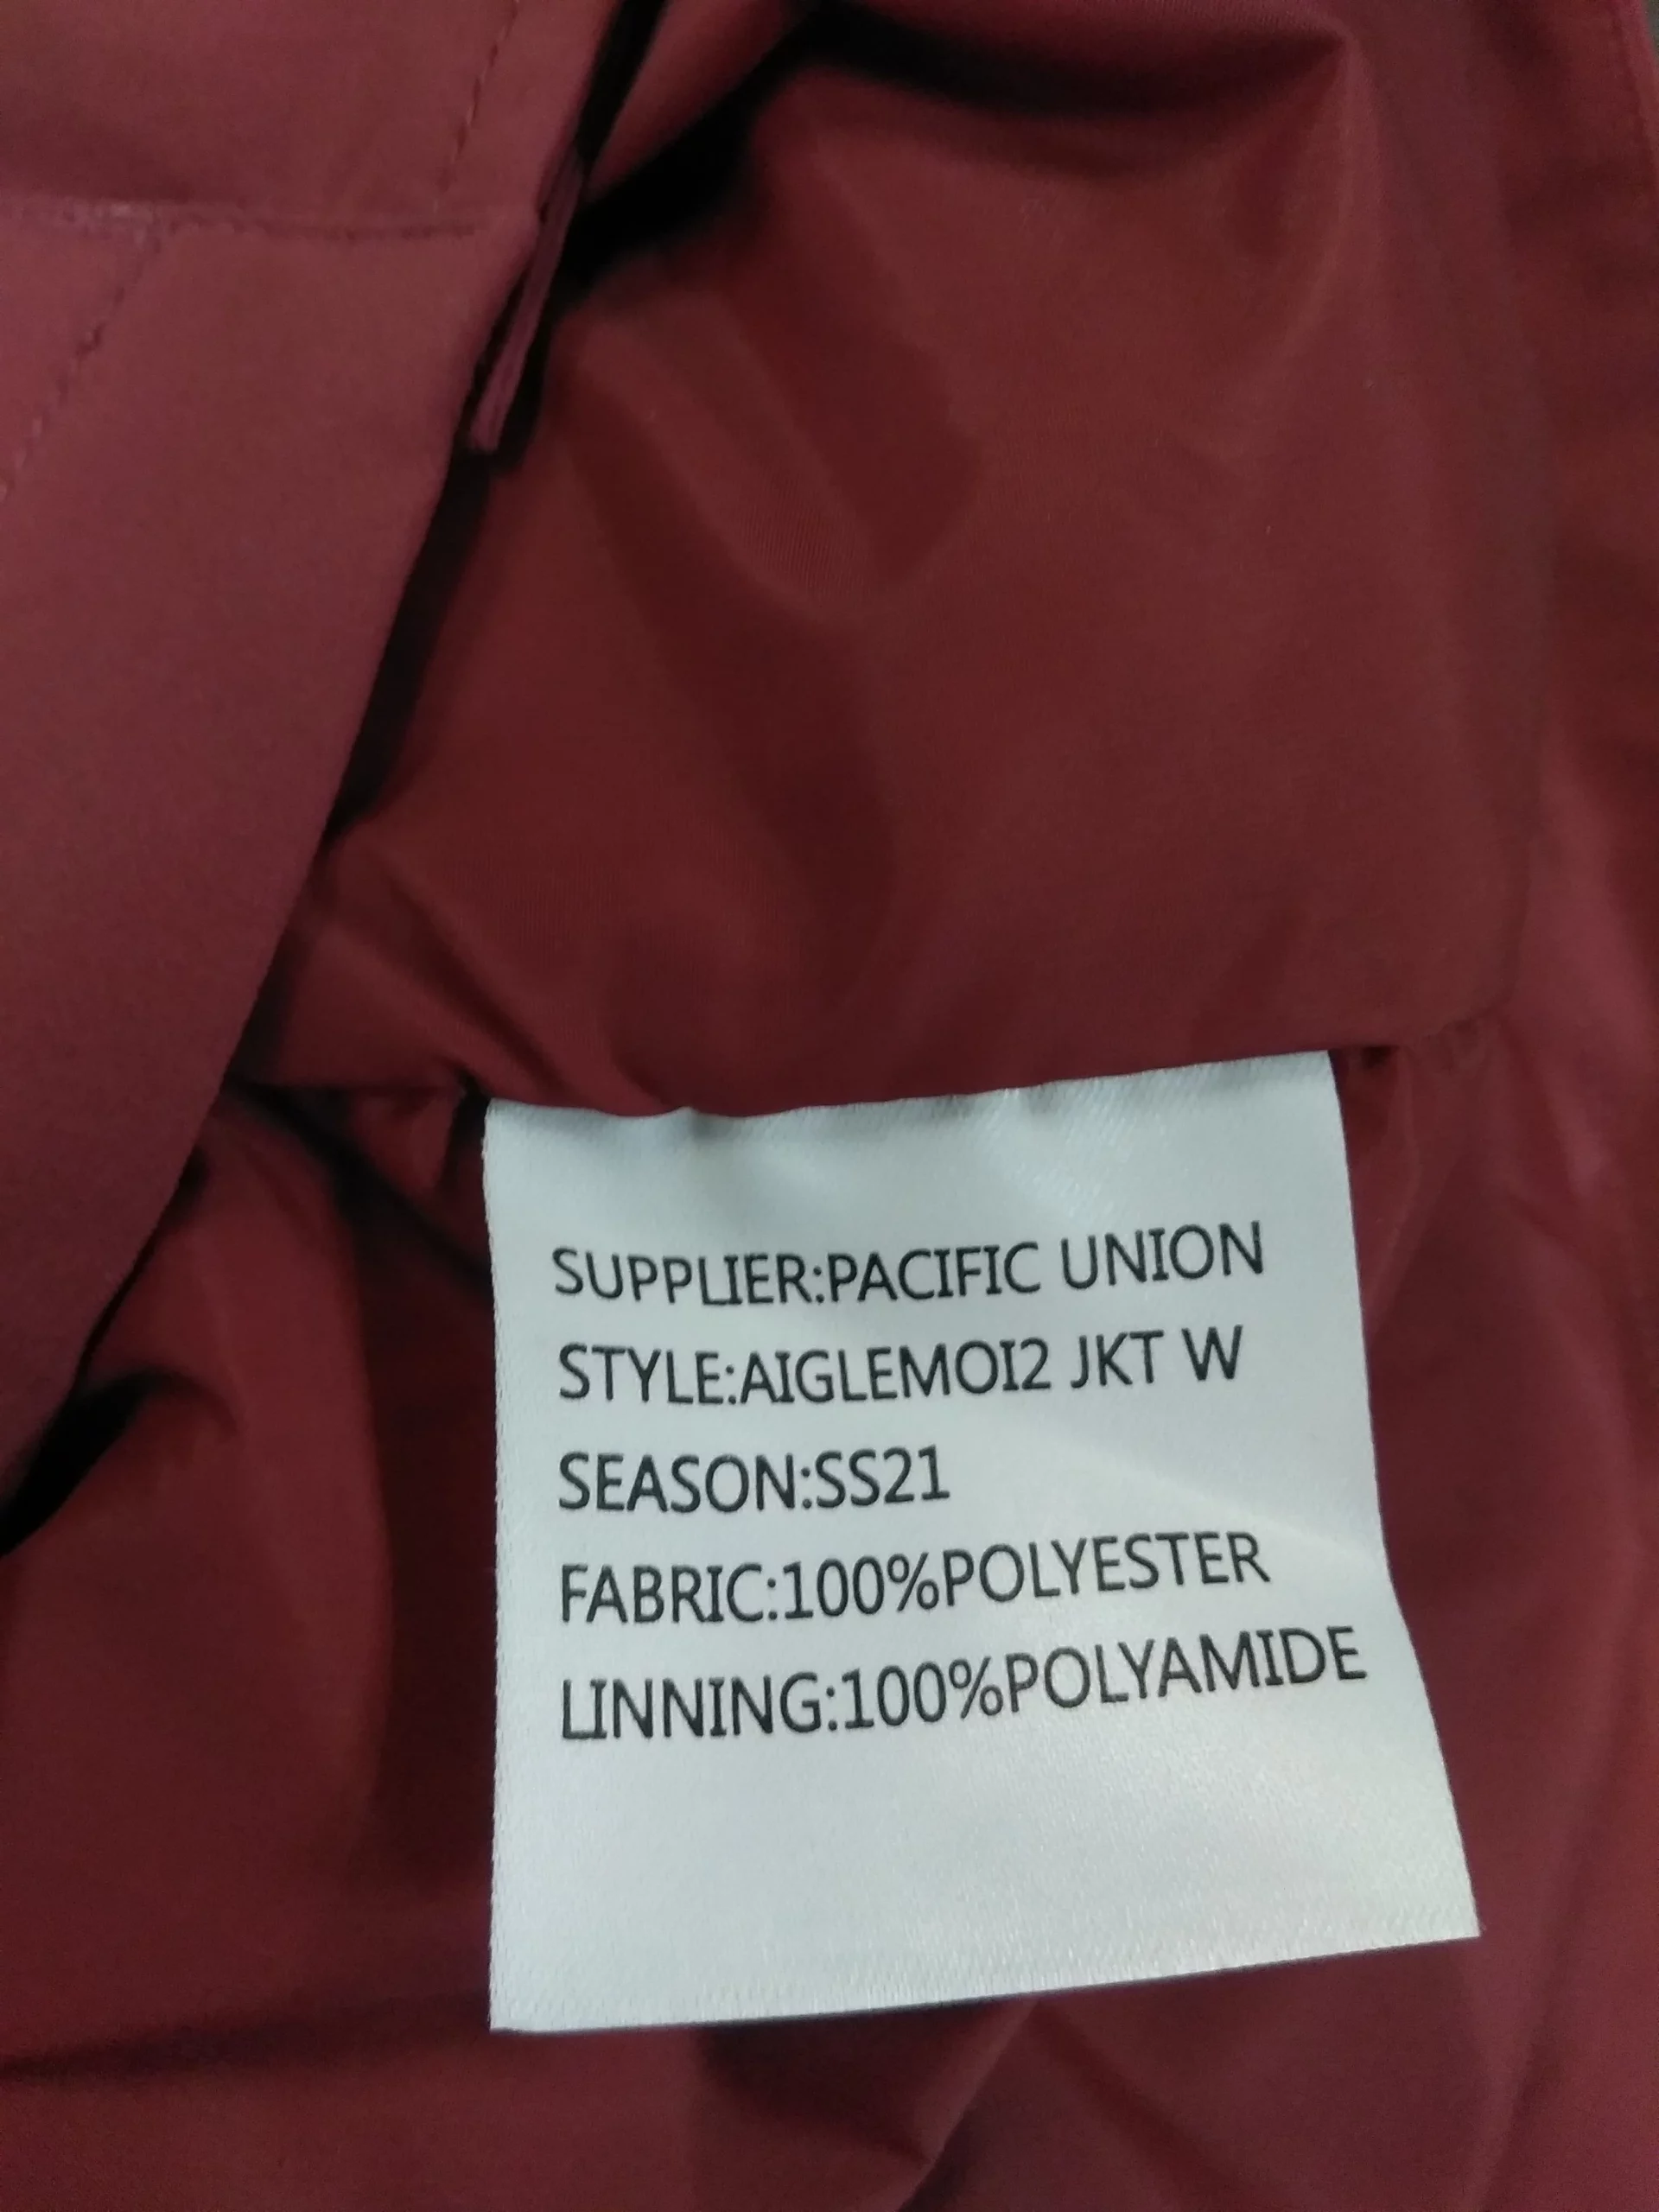 SUPPLIER:PACIFIC UNION
STYLE:AIGLEMOI2 JKT W
SEASON:SS21
FABRIC:100%POLYESTER
LINNING:100%POLYAMIDE